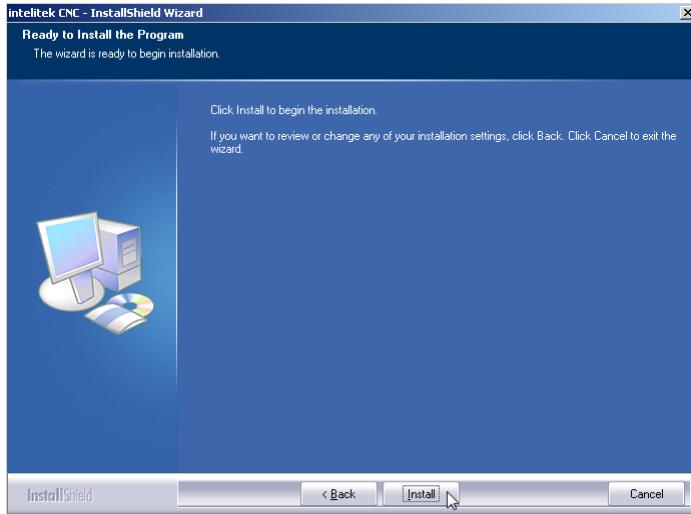 intelitek CNC - InstallShield Wizard
Ready to Install the Program
The wizard is ready to begin installation.
Click Install to begin the installation.
If you want to review or change any of your installation settings, click Back. Click Cancel to exit the
wizard.
InstallShield
< Back
Install
Cancel